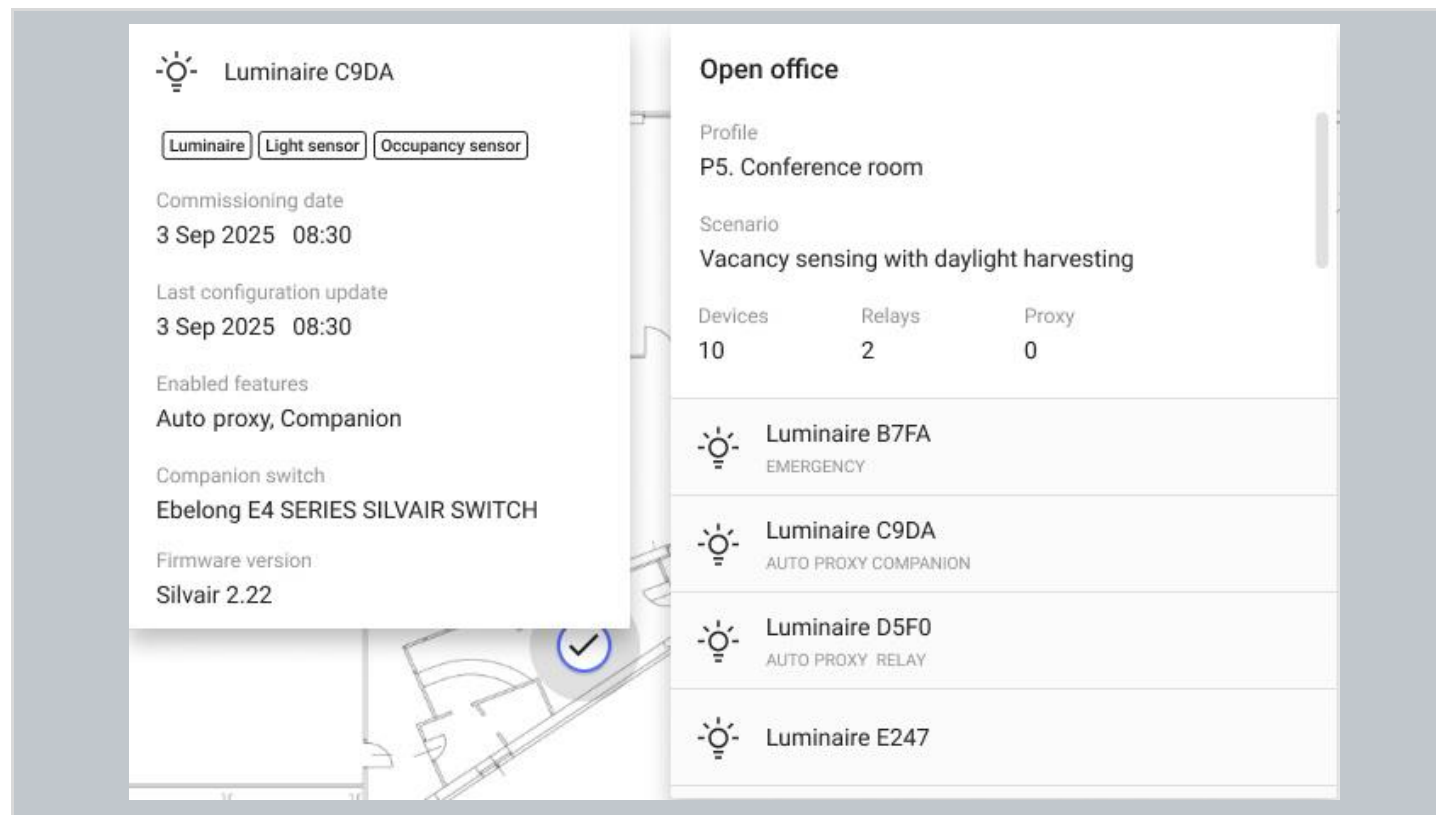 Luminaire C9DA
Luminaire Light sensor Occupancy sensor
Commissioning date
3 Sep 2025 08:30
Last configuration update
3 Sep 2025 08:30
Enabled features
Auto proxy, Companion
Companion switch
Ebelong E4 SERIES SILVAIR SWITCH
Firmware version
Silvair 2.22
Open office
Profile
P5. Conference room
Scenario
Vacancy sensing with daylight harvesting
Devices Relays Proxy
10 2 0
Luminaire B7FA
EMERGENCY
Luminaire C9DA
AUTO PROXY COMPANION
Luminaire D5F0
AUTO PROXY RELAY
Luminaire E247